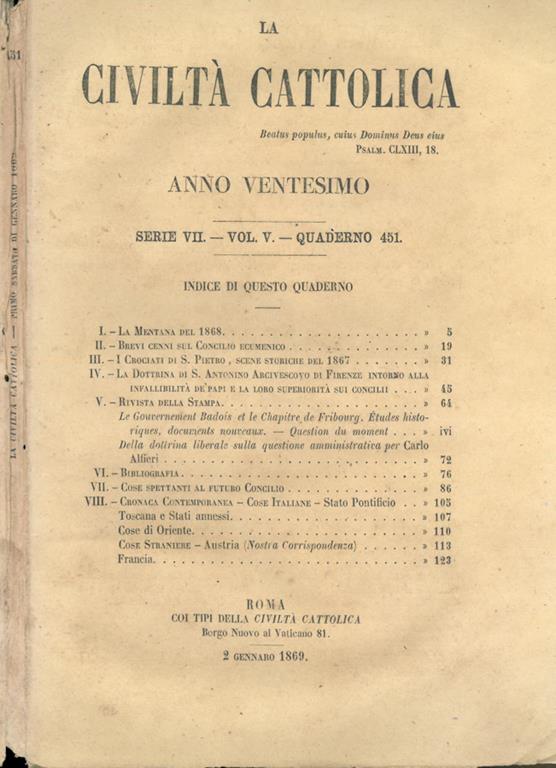 LA
CIVILTÀ CATTOLICA
Beatus populus, cuius Dominus Deus eius
PSALM. CLXIII, 18.
ANNO VENTESIMO
SERIE VII. — VOL. V. — QUADERNO 451.
INDICE DI QUESTO QUADERNO
I. – LA MENTANA DEL 1868. . . . . . . . . . . . . . . . . . . . . . . » 5
II. – BREVI CENNI SUL CONCILIO ECUMENICO . . . . . . . . . . . . . . . » 19
III. – I CROCIATI DI S. PIETRO, SCENE STORICHE DEL 1867 . . . . . . . . » 31
IV. – LA DOTTRINA DI S. ANTONINO ARCIVESCOVO DI FIRENZE INTORNO ALLA
INFALLIBILITÀ DE' PAPI E LA LORO SUPERIORITÀ SUI CONCILII . . . . » 45
V. – RIVISTA DELLA STAMPA. . . . . . . . . . . . . . . . . . . . . . » 64
Le Gouvernement Badois et le Chapitre de Fribourg. Études histo-
riques, documents nouveaux. — Question du moment . . . » ivi
Della dottrina liberale sulla questione amministrativa per Carlo
Alfieri . . . . . . . . . . . . . . . . . . . . . . . . » 72
VI. – BIBLIOGRAFIA. . . . . . . . . . . . . . . . . . . . . . . . . . » 76
VII. – COSE SPETTANTI AL FUTURO CONCILIO . . . . . . . . . . . . . . . » 86
VIII. – CRONACA CONTEMPORANEA – COSE ITALIANE – Stato Pontificio . . » 105
Toscana e Stati annessi. . . . . . . . . . . . . . . . . . . » 107
Cose di Oriente. . . . . . . . . . . . . . . . . . . . . . . » 110
COSE STRANIERE – Austria (Nostra Corrispondenza) . . . . . . » 113
Francia. . . . . . . . . . . . . . . . . . . . . . . . . . . » 123
ROMA
COI TIPI DELLA CIVILTÀ CATTOLICA
Borgo Nuovo al Vaticano 81.
2 GENNARO 1869.
451
LA CIVILTÀ CATTOLICA — PRIMO SABBATO DI GENNARO